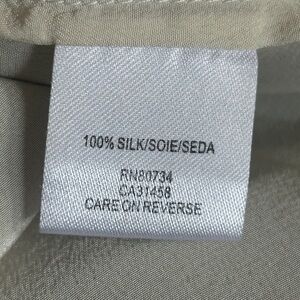 100% SILK/SOIE/SEDA
RN80734
CA31458
CARE ON REVERSE